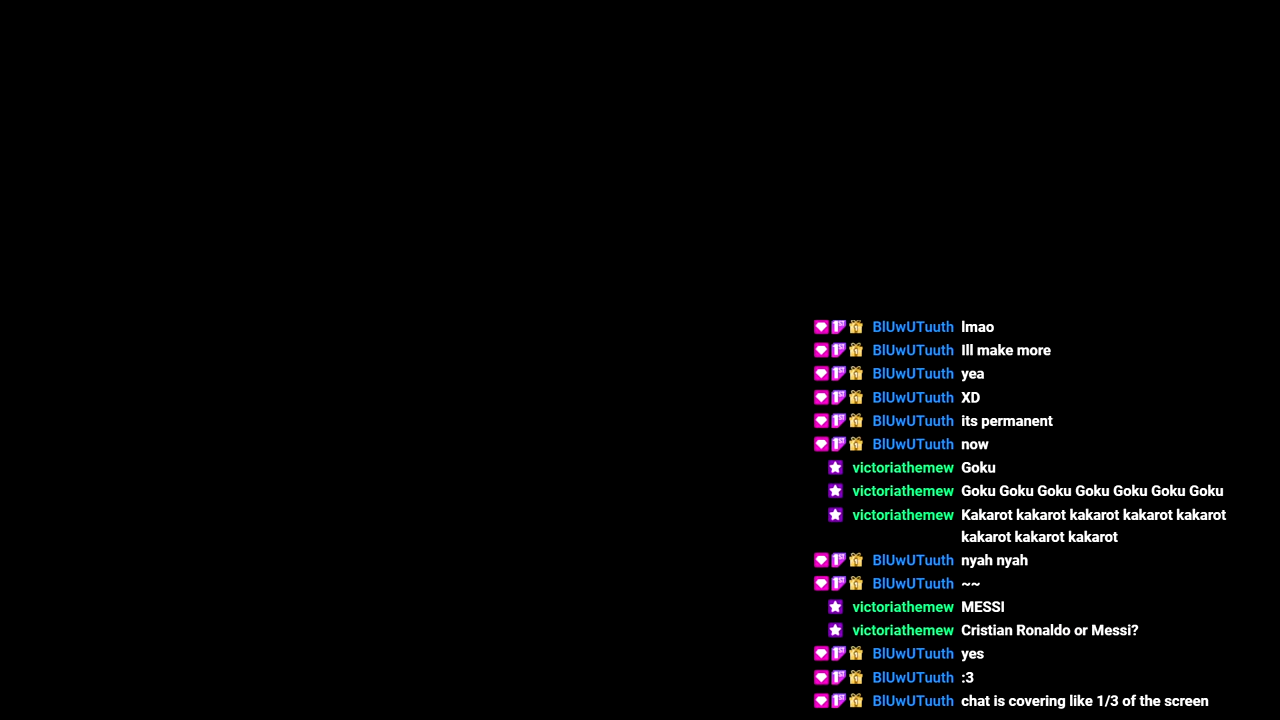 BlUwUTuuth lmao
BlUwUTuuth Ill make more
BlUwUTuuth yea
BlUwUTuuth XD
BlUwUTuuth its permanent
BlUwUTuuth now
victoriathemew Goku
victoriathemew Goku Goku Goku Goku Goku Goku Goku
victoriathemew Kakarot kakarot kakarot kakarot kakarot
kakarot kakarot kakarot
BlUwUTuuth nyah nyah
BlUwUTuuth ~~
victoriathemew MESSI
victoriathemew Cristian Ronaldo or Messi?
BlUwUTuuth yes
BlUwUTuuth :3
BlUwUTuuth chat is covering like 1/3 of the screen